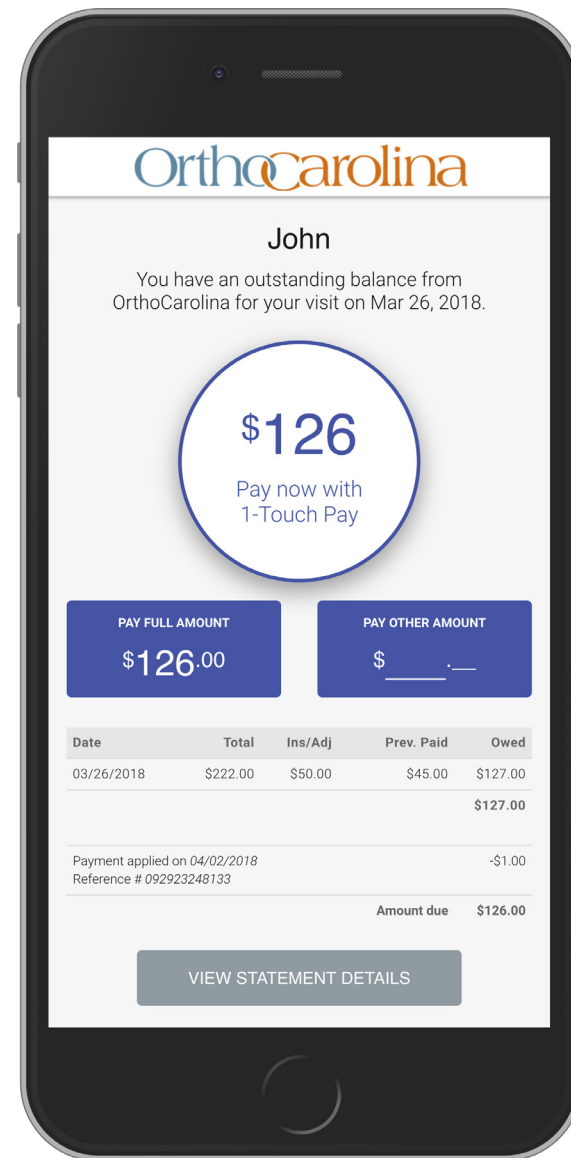 OrthoCarolina
John
You have an outstanding balance from
OrthoCarolina for your visit on Mar 26, 2018.
$126
Pay now with
1-Touch Pay
PAY FULL AMOUNT
$126.00
PAY OTHER AMOUNT
$_____.__
Date Total Ins/Adj Prev. Paid Owed
03/26/2018 $222.00 $50.00 $45.00 $127.00
$127.00
Payment applied on 04/02/2018 -$1.00
Reference # 092923248133
Amount due $126.00
VIEW STATEMENT DETAILS